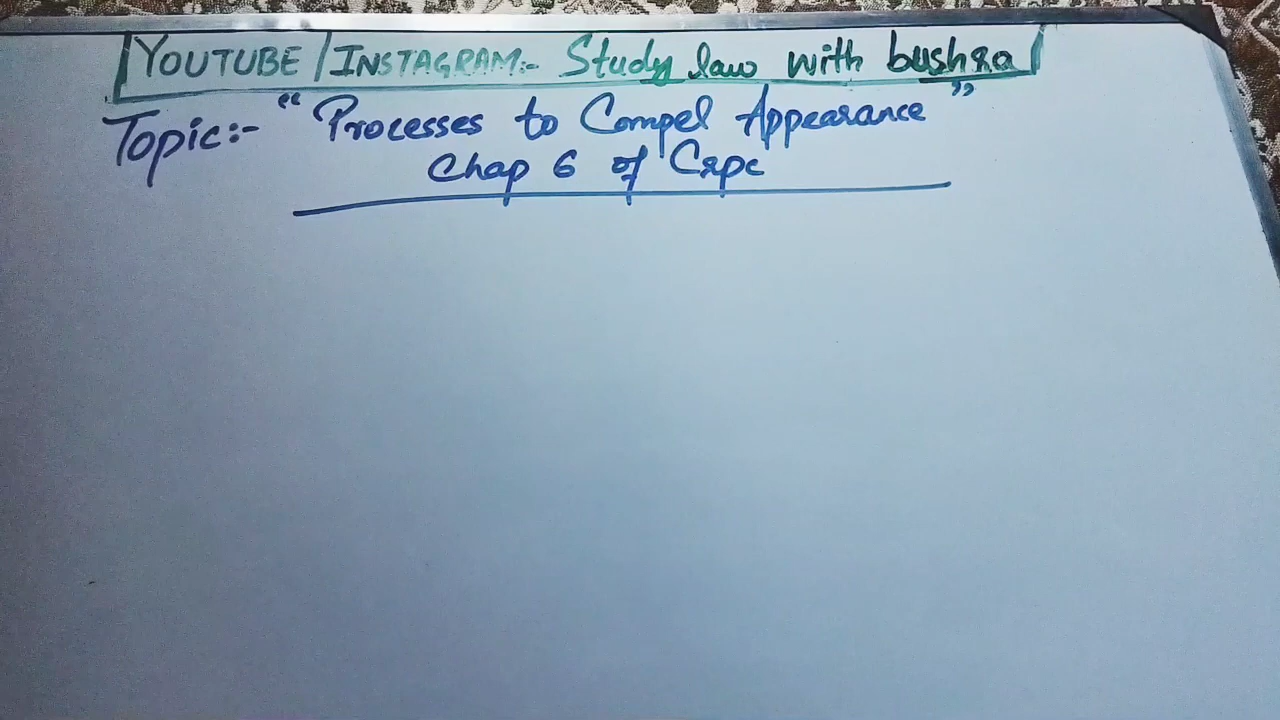 YOUTUBE / INSTAGRAM:- Study law with bushra
Topic:- "Processes to Compel Appearance"
Chap 6 of Crpc